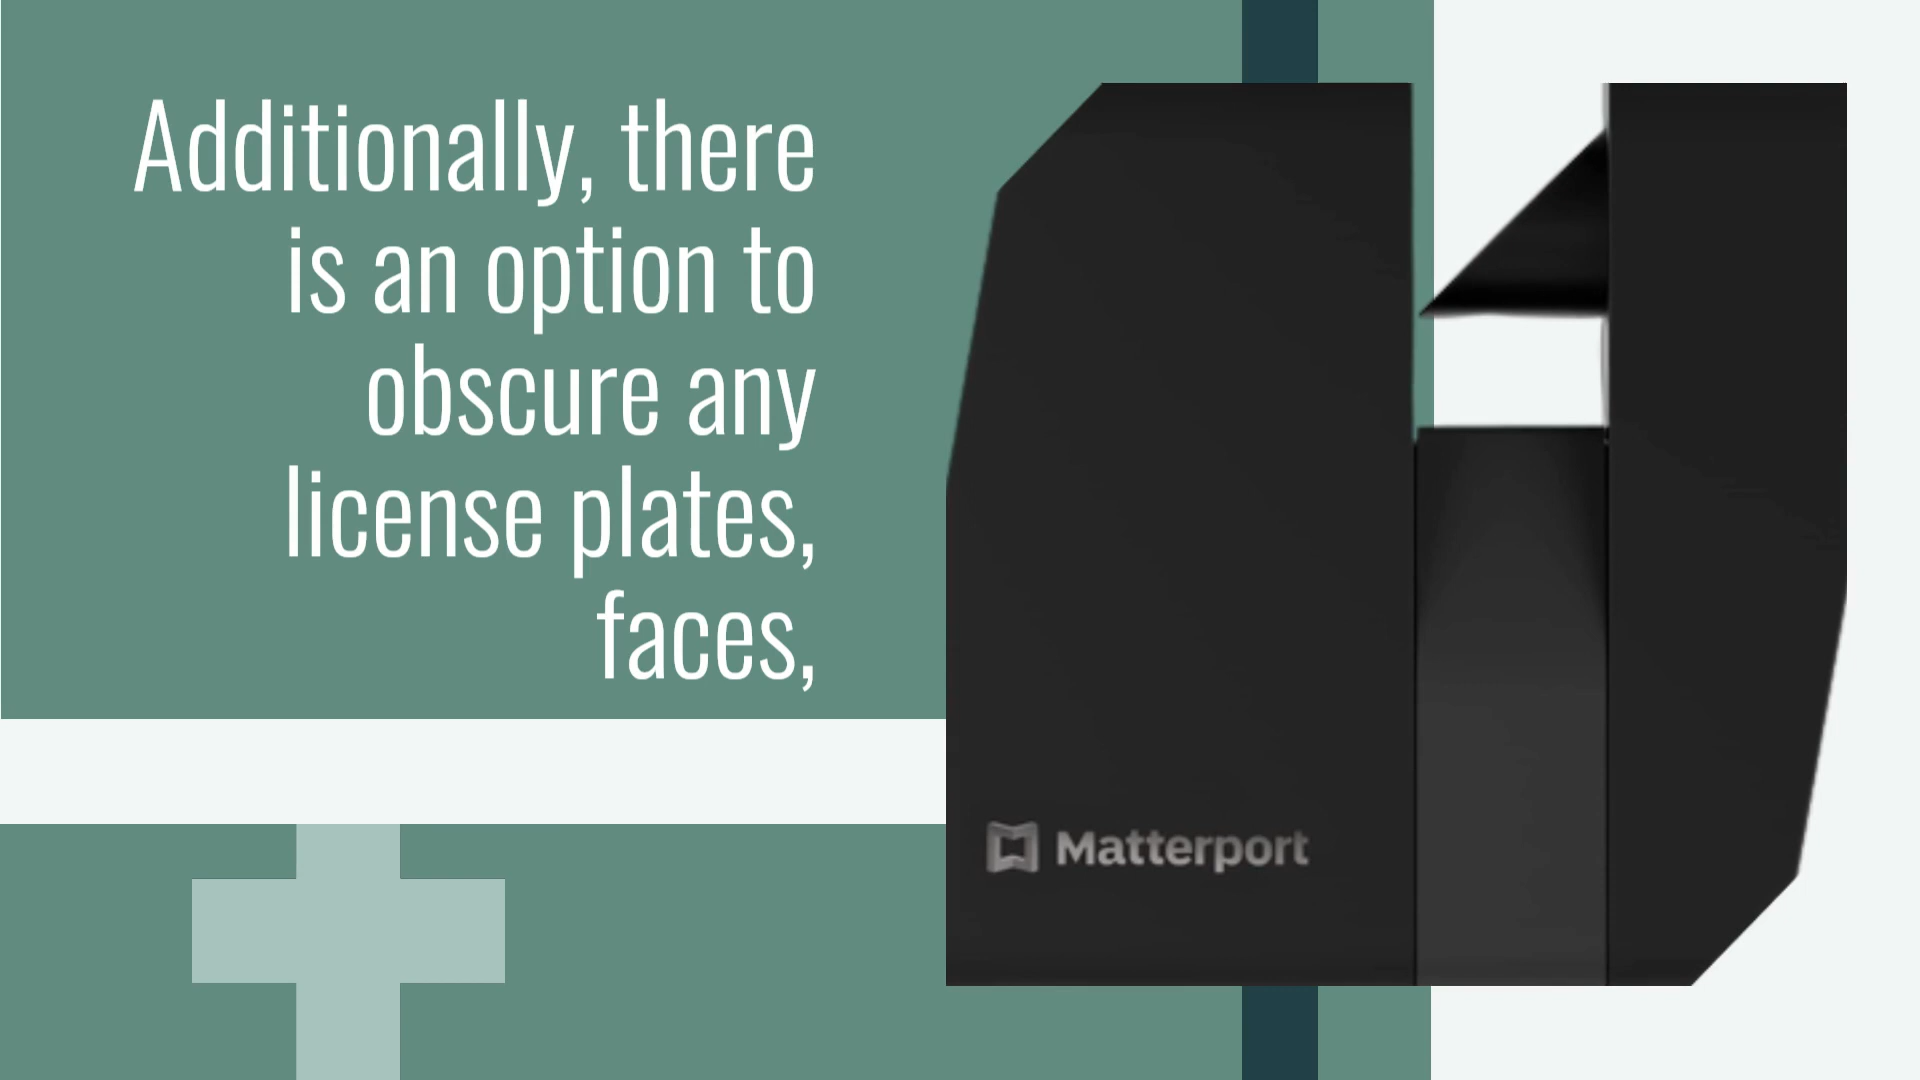 Additionally, there
is an option to
obscure any
license plates,
faces,
Matterport